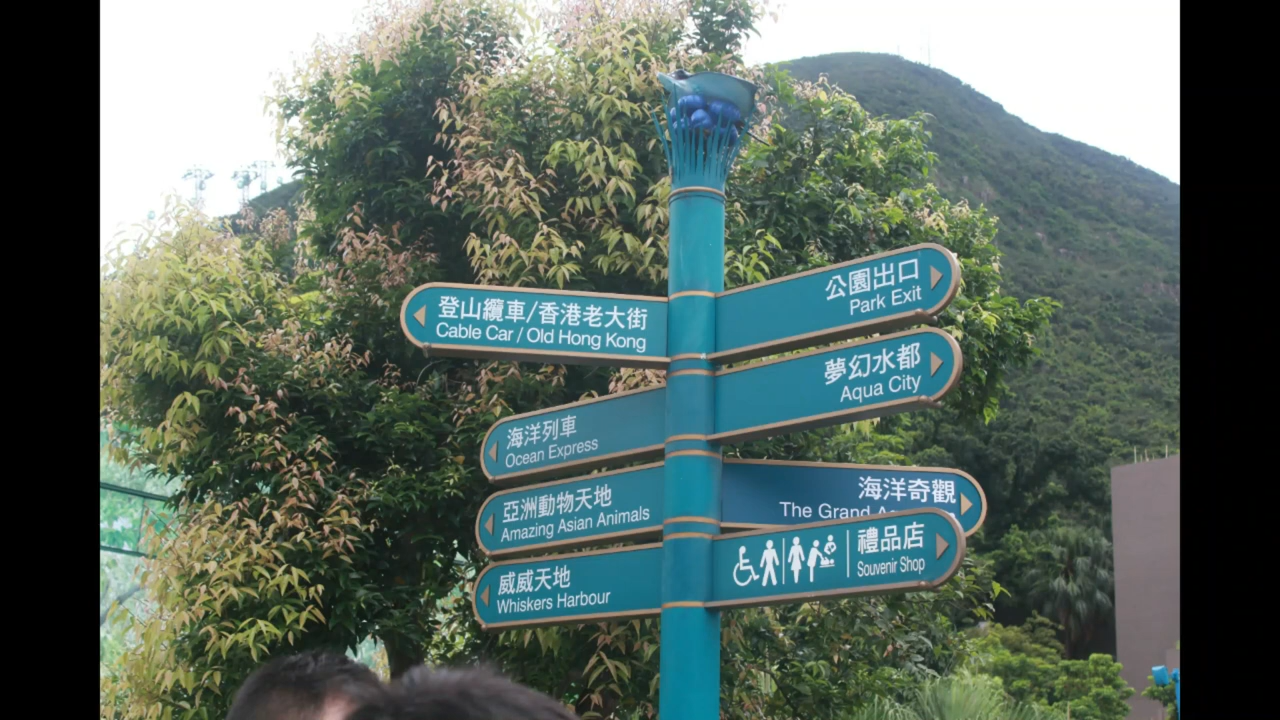 登山纜車/香港老大街
Cable Car / Old Hong Kong
海洋列車
Ocean Express
亞洲動物天地
Amazing Asian Animals
威威天地
Whiskers Harbour
公園出口
Park Exit
夢幻水都
Aqua City
海洋奇觀
The Grand
禮品店
Souvenir Shop